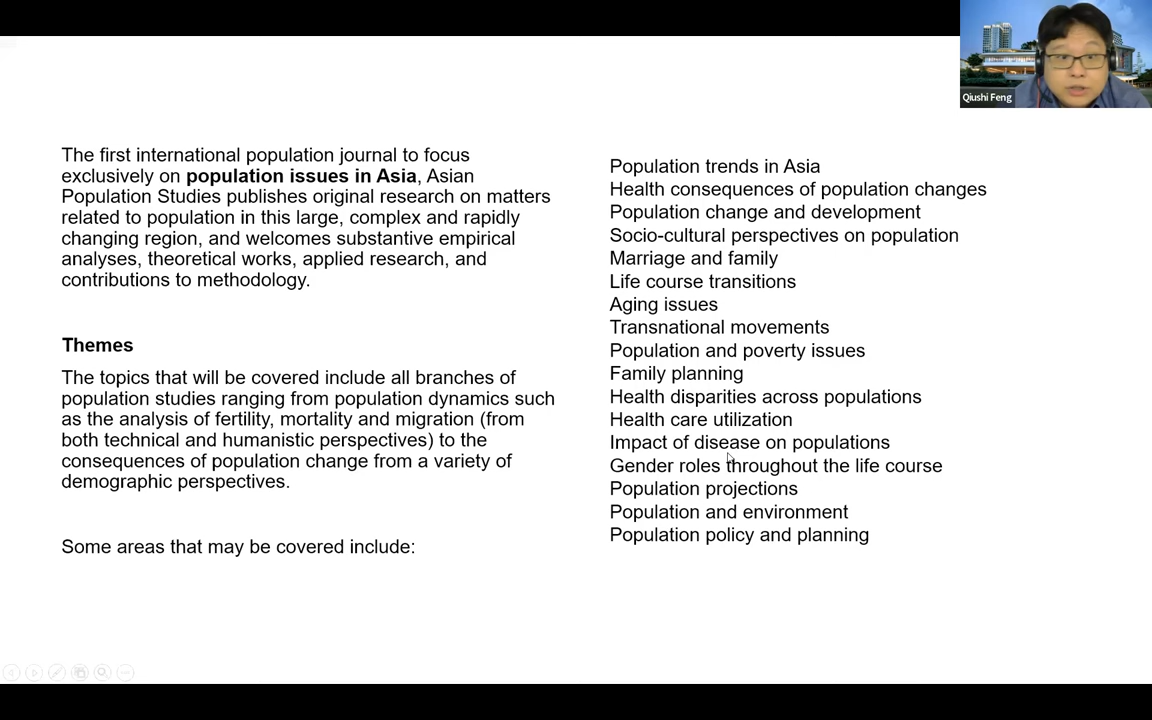 Qiushi Feng
The first international population journal to focus
exclusively on population issues in Asia, Asian
Population Studies publishes original research on matters
related to population in this large, complex and rapidly
changing region, and welcomes substantive empirical
analyses, theoretical works, applied research, and
contributions to methodology.
Themes
The topics that will be covered include all branches of
population studies ranging from population dynamics such
as the analysis of fertility, mortality and migration (from
both technical and humanistic perspectives) to the
consequences of population change from a variety of
demographic perspectives.
Some areas that may be covered include:
Population trends in Asia
Health consequences of population changes
Population change and development
Socio-cultural perspectives on population
Marriage and family
Life course transitions
Aging issues
Transnational movements
Population and poverty issues
Family planning
Health disparities across populations
Health care utilization
Impact of disease on populations
Gender roles throughout the life course
Population projections
Population and environment
Population policy and planning